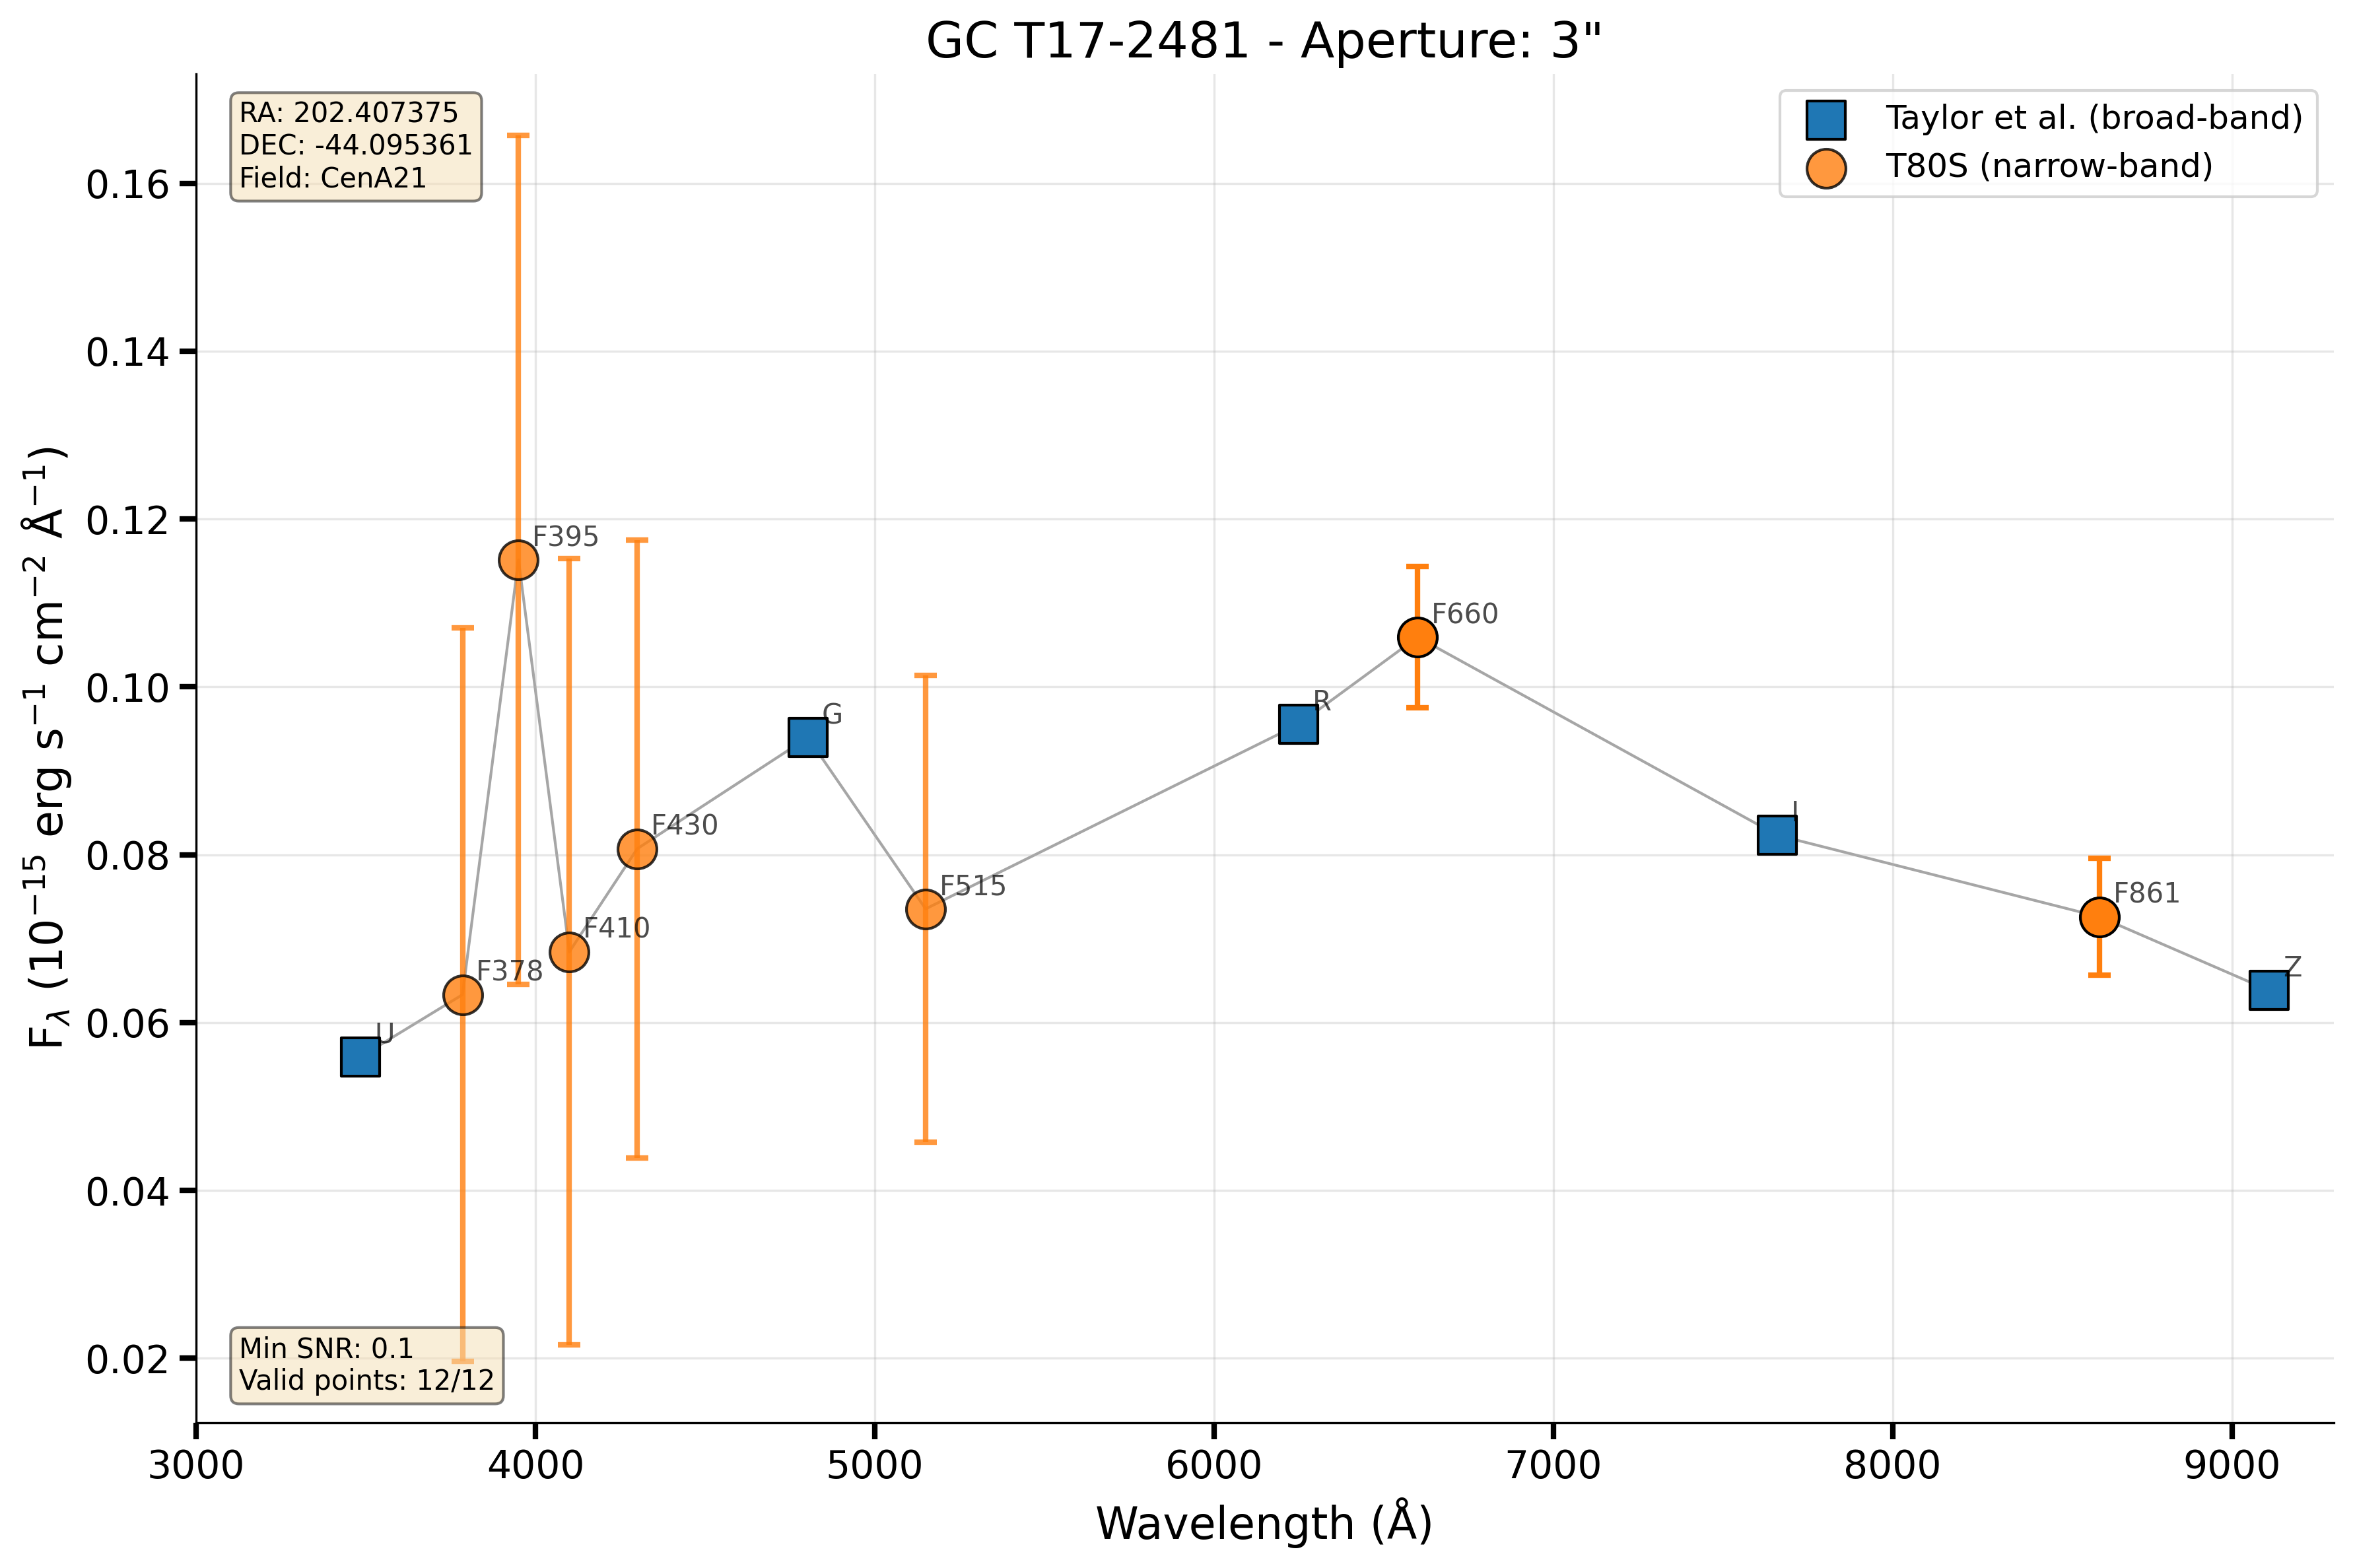 GC T17-2481 - Aperture: 3"
RA: 202.407375
DEC: -44.095361
Field: CenA21
Taylor et al. (broad-band)
T80S (narrow-band)
F$_{\lambda}$ (10$^{-15}$ erg s$^{-1}$ cm$^{-2}$ Å$^{-1}$)
0.16
0.14
0.12
0.10
0.08
0.06
0.04
0.02
U
F378
F395
F410
F430
G
F515
R
F660
I
F861
Z
Min SNR: 0.1
Valid points: 12/12
3000 4000 5000 6000 7000 8000 9000
Wavelength (Å)